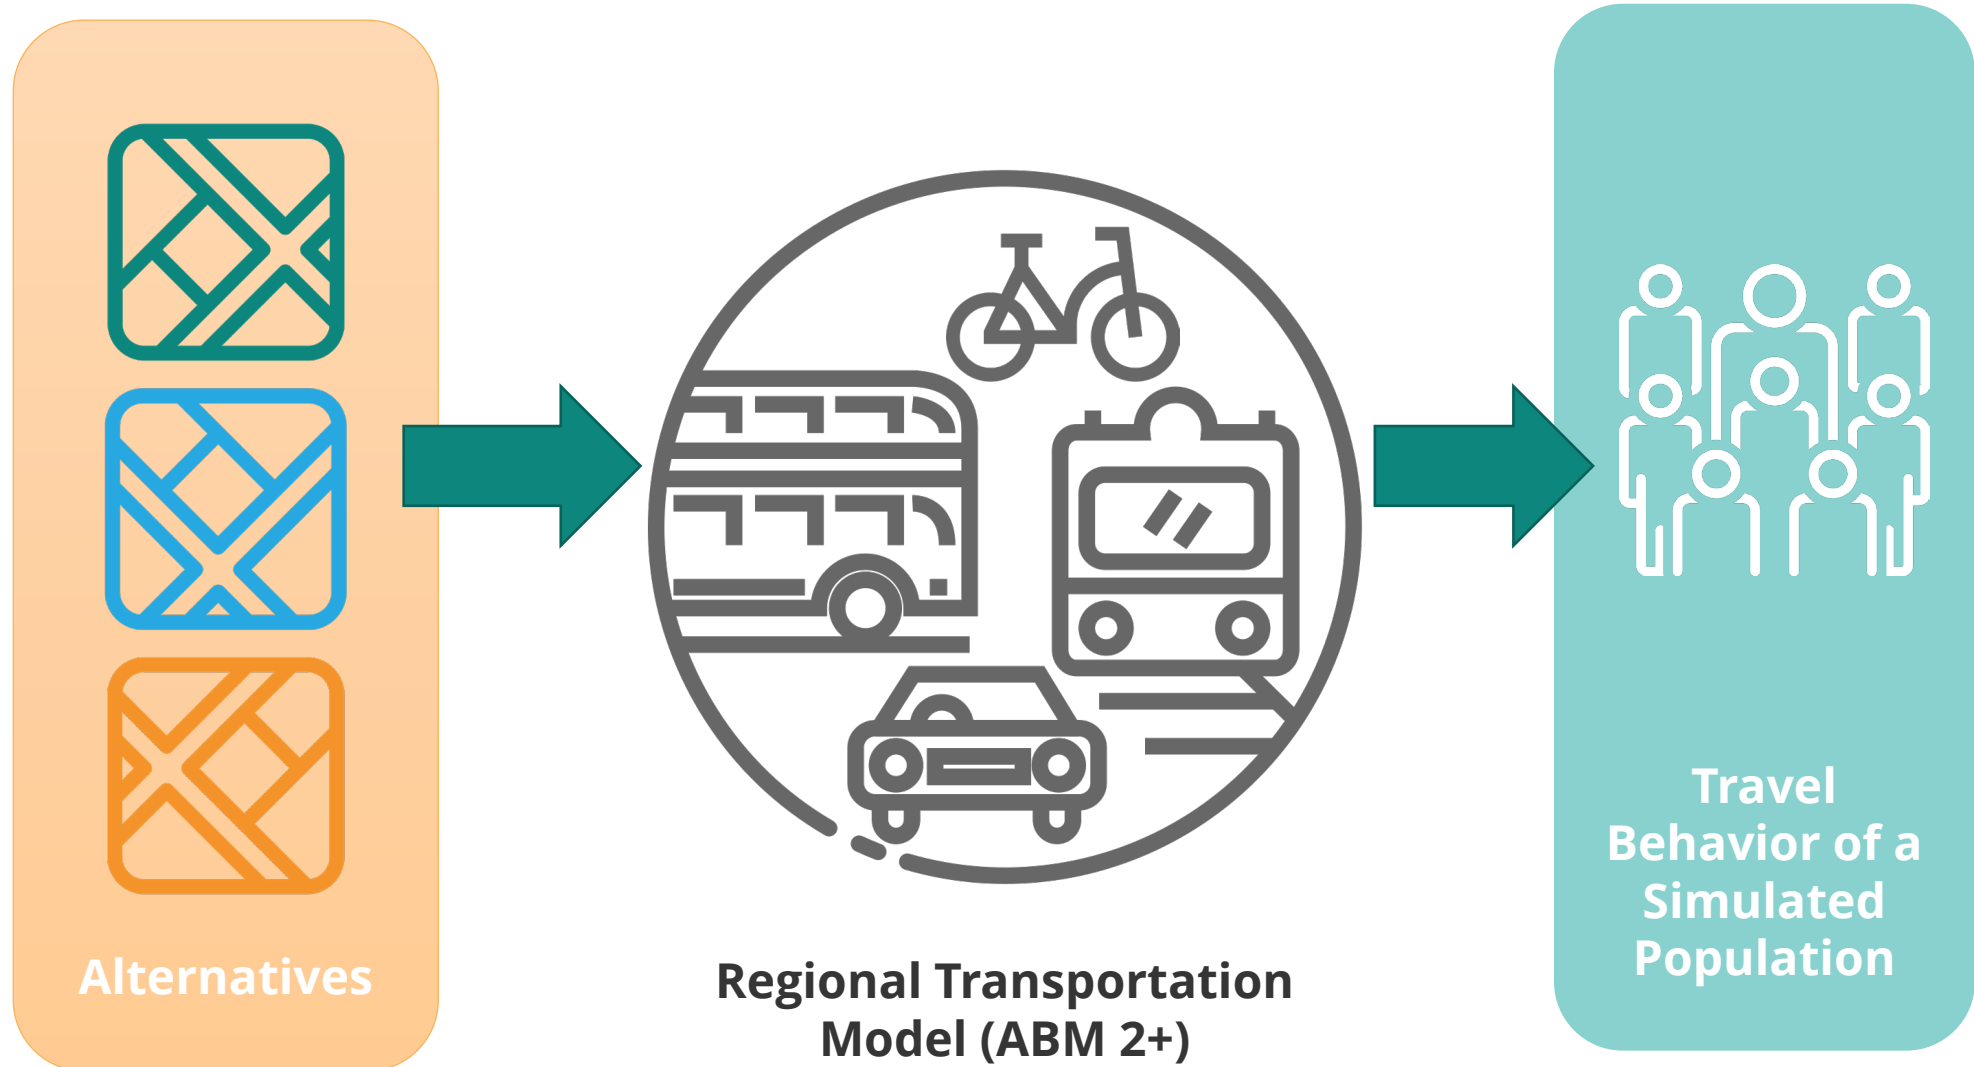 Alternatives
Regional Transportation
Model (ABM 2+)
Travel
Behavior of a
Simulated
Population